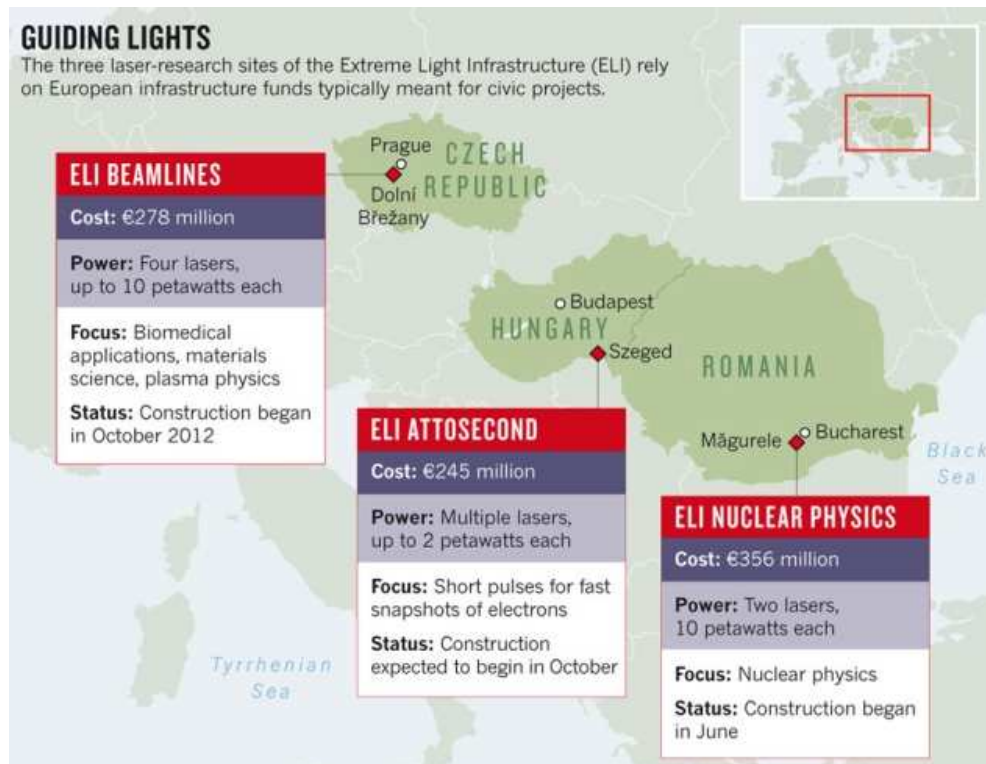 GUIDING LIGHTS
The three laser-research sites of the Extreme Light Infrastructure (ELI) rely
on European infrastructure funds typically meant for civic projects.
Prague
CZECH
REPUBLIC
Dolní
Břežany
ELI BEAMLINES
Cost: €278 million
Power: Four lasers,
up to 10 petawatts each
Focus: Biomedical
applications, materials
science, plasma physics
Status: Construction began
in October 2012
Budapest
HUNGARY
Szeged
ROMANIA
Măgurele
Bucharest
Black
Sea
ELI ATTOSECOND
Cost: €245 million
Power: Multiple lasers,
up to 2 petawatts each
Focus: Short pulses for fast
snapshots of electrons
Status: Construction
expected to begin in October
ELI NUCLEAR PHYSICS
Cost: €356 million
Power: Two lasers,
10 petawatts each
Focus: Nuclear physics
Status: Construction began
in June
Tyrrhenian
Sea